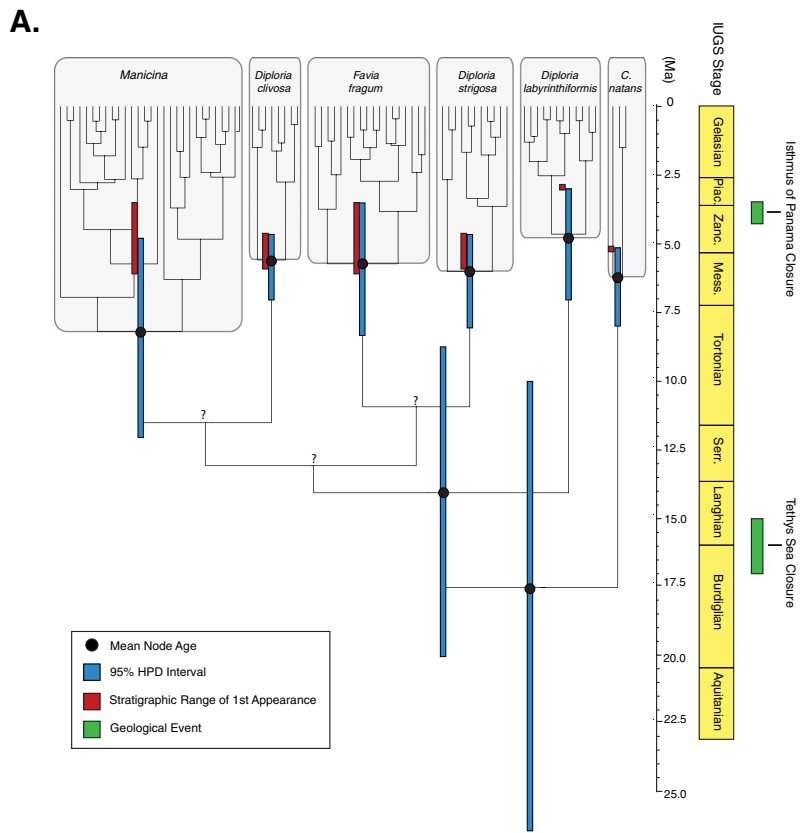 A.
Manicina
Diploria
clivosa
Favia
fragum
Diploria
strigosa
Diploria
labyrinthiformis
C.
natans
(Ma)
IUGS Stage
0
2.5
5.0
7.5
10.0
12.5
15.0
17.5
20.0
22.5
25.0
Gelasian
Piac.
Zanc.
Mess.
Tortonian
Serr.
Langhian
Burdiglian
Aquitanian
Isthmus of Panama Closure
Tethys Sea Closure
?
?
?
Mean Node Age
95% HPD Interval
Stratigraphic Range of 1st Appearance
Geological Event